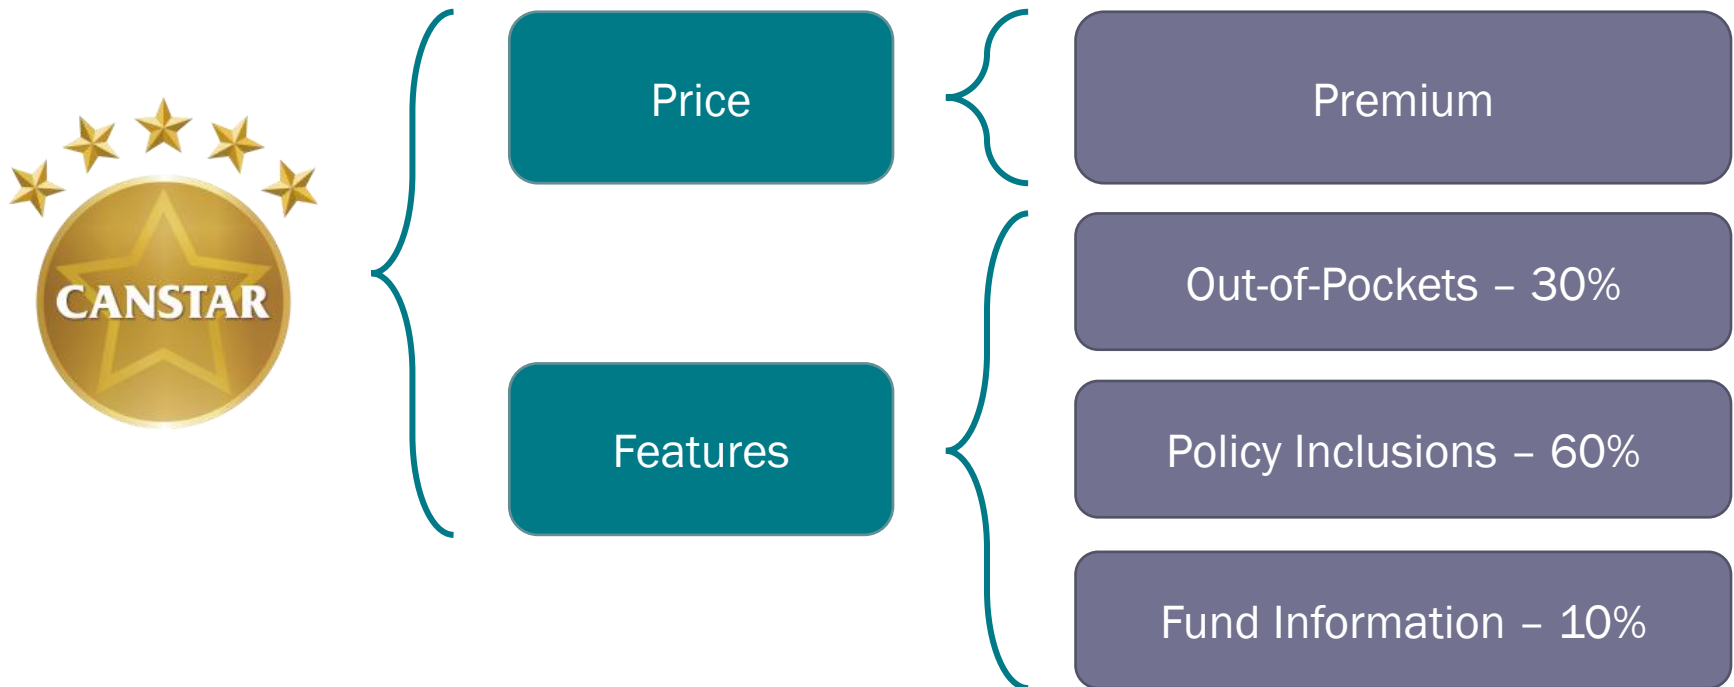 CANSTAR
Price
Premium
Out-of-Pockets – 30%
Features
Policy Inclusions – 60%
Fund Information – 10%